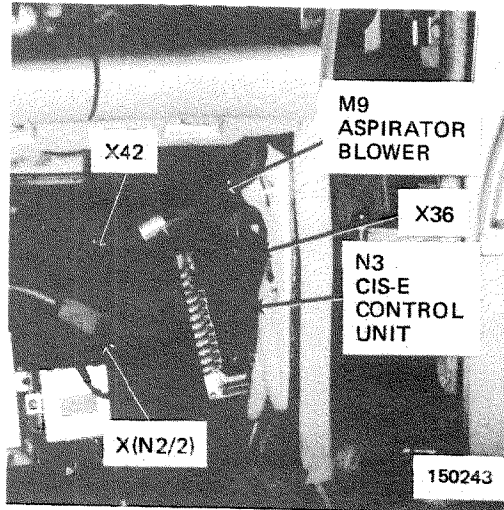 M9
ASPIRATOR
BLOWER
X42
X36
N3
CIS-E
CONTROL
UNIT
X(N2/2)
150243